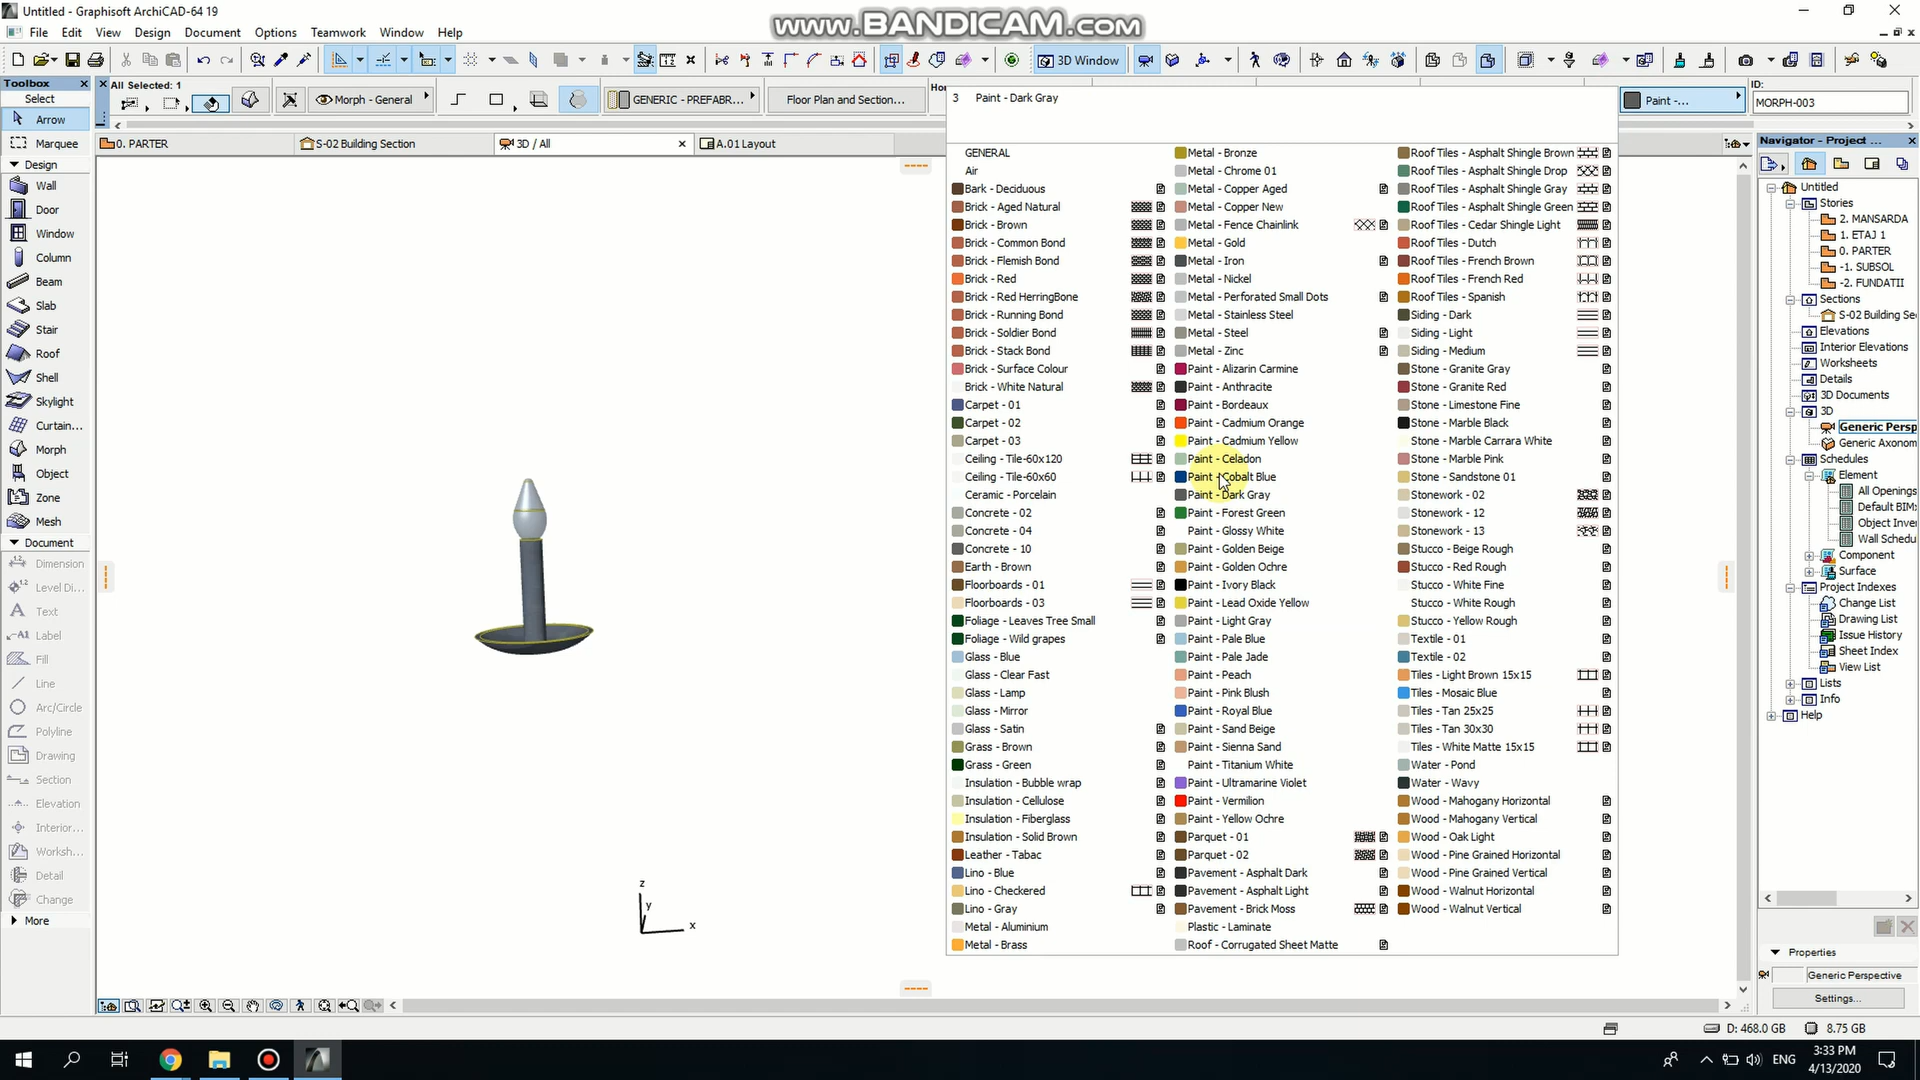 Untitled - Graphisoft ArchiCAD-64 19
www.BANDICAM.com
File Edit View Design Document Options Teamwork Window Help
3D Window
Toolbox
Select
Arrow
Marquee
Design
Wall
Door
Window
Column
Beam
Slab
Stair
Roof
Shell
Skylight
Curtain...
Morph
Object
Zone
Mesh
Document
Dimension
Level Di...
Text
Label
Fill
Line
Arc/Circle
Polyline
Drawing
Section
Elevation
Interior...
Worksh...
Detail
Change
More
All Selected: 1
Morph - General
GENERIC - PREFABR...
Floor Plan and Section...
Paint -...
ID:
MORPH-003
0. PARTER
S-02 Building Section
3D / All
A.01 Layout
3 Paint - Dark Gray
GENERAL
Air
Bark - Deciduous
Brick - Aged Natural
Brick - Brown
Brick - Common Bond
Brick - Flemish Bond
Brick - Red
Brick - Red HerringBone
Brick - Running Bond
Brick - Soldier Bond
Brick - Stack Bond
Brick - Surface Colour
Brick - White Natural
Carpet - 01
Carpet - 02
Carpet - 03
Ceiling - Tile-60x120
Ceiling - Tile-60x60
Ceramic - Porcelain
Concrete - 02
Concrete - 04
Concrete - 10
Earth - Brown
Floorboards - 01
Floorboards - 03
Foliage - Leaves Tree Small
Foliage - Wild grapes
Glass - Blue
Glass - Clear Fast
Glass - Lamp
Glass - Mirror
Glass - Satin
Grass - Brown
Grass - Green
Insulation - Bubble wrap
Insulation - Cellulose
Insulation - Fiberglass
Insulation - Solid Brown
Leather - Tabac
Lino - Blue
Lino - Checkered
Lino - Gray
Metal - Aluminium
Metal - Brass
Metal - Bronze
Metal - Chrome 01
Metal - Copper Aged
Metal - Copper New
Metal - Fence Chainlink
Metal - Gold
Metal - Iron
Metal - Nickel
Metal - Perforated Small Dots
Metal - Stainless Steel
Metal - Steel
Metal - Zinc
Paint - Alizarin Carmine
Paint - Anthracite
Paint - Bordeaux
Paint - Cadmium Orange
Paint - Cadmium Yellow
Paint - Celadon
Paint - Cobalt Blue
Paint - Dark Gray
Paint - Forest Green
Paint - Glossy White
Paint - Golden Beige
Paint - Golden Ochre
Paint - Ivory Black
Paint - Lead Oxide Yellow
Paint - Light Gray
Paint - Pale Blue
Paint - Pale Jade
Paint - Peach
Paint - Pink Blush
Paint - Royal Blue
Paint - Sand Beige
Paint - Sienna Sand
Paint - Titanium White
Paint - Ultramarine Violet
Paint - Vermilion
Paint - Yellow Ochre
Parquet - 01
Parquet - 02
Pavement - Asphalt Dark
Pavement - Asphalt Light
Pavement - Brick Moss
Plastic - Laminate
Roof - Corrugated Sheet Matte
Roof Tiles - Asphalt Shingle Brown
Roof Tiles - Asphalt Shingle Drop
Roof Tiles - Asphalt Shingle Gray
Roof Tiles - Asphalt Shingle Green
Roof Tiles - Cedar Shingle Light
Roof Tiles - Dutch
Roof Tiles - French Brown
Roof Tiles - French Red
Roof Tiles - Spanish
Siding - Dark
Siding - Light
Siding - Medium
Stone - Granite Gray
Stone - Granite Red
Stone - Limestone Fine
Stone - Marble Black
Stone - Marble Carrara White
Stone - Marble Pink
Stone - Sandstone 01
Stonework - 02
Stonework - 12
Stonework - 13
Stucco - Beige Rough
Stucco - Red Rough
Stucco - White Fine
Stucco - White Rough
Stucco - Yellow Rough
Textile - 01
Textile - 02
Tiles - Light Brown 15x15
Tiles - Mosaic Blue
Tiles - Tan 25x25
Tiles - Tan 30x30
Tiles - White Matte 15x15
Water - Pond
Water - Wavy
Wood - Mahogany Horizontal
Wood - Mahogany Vertical
Wood - Oak Light
Wood - Pine Grained Horizontal
Wood - Pine Grained Vertical
Wood - Walnut Horizontal
Wood - Walnut Vertical
z
y
x
Navigator - Project ...
Untitled
Stories
2. MANSARDA
1. ETAJ 1
0. PARTER
-1. SUBSOL
-2. FUNDATII
Sections
S-02 Building Se
Elevations
Interior Elevations
Worksheets
Details
3D Documents
3D
Generic Persp
Generic Axonom
Schedules
Element
All Openings
Default BIM
Object Inve
Wall Schedu
Component
Surface
Project Indexes
Change List
Drawing List
Issue History
Sheet Index
View List
Lists
Info
Help
Properties
Generic Perspective
Settings...
D: 468.0 GB
8.75 GB
ENG
3:33 PM
4/13/2020